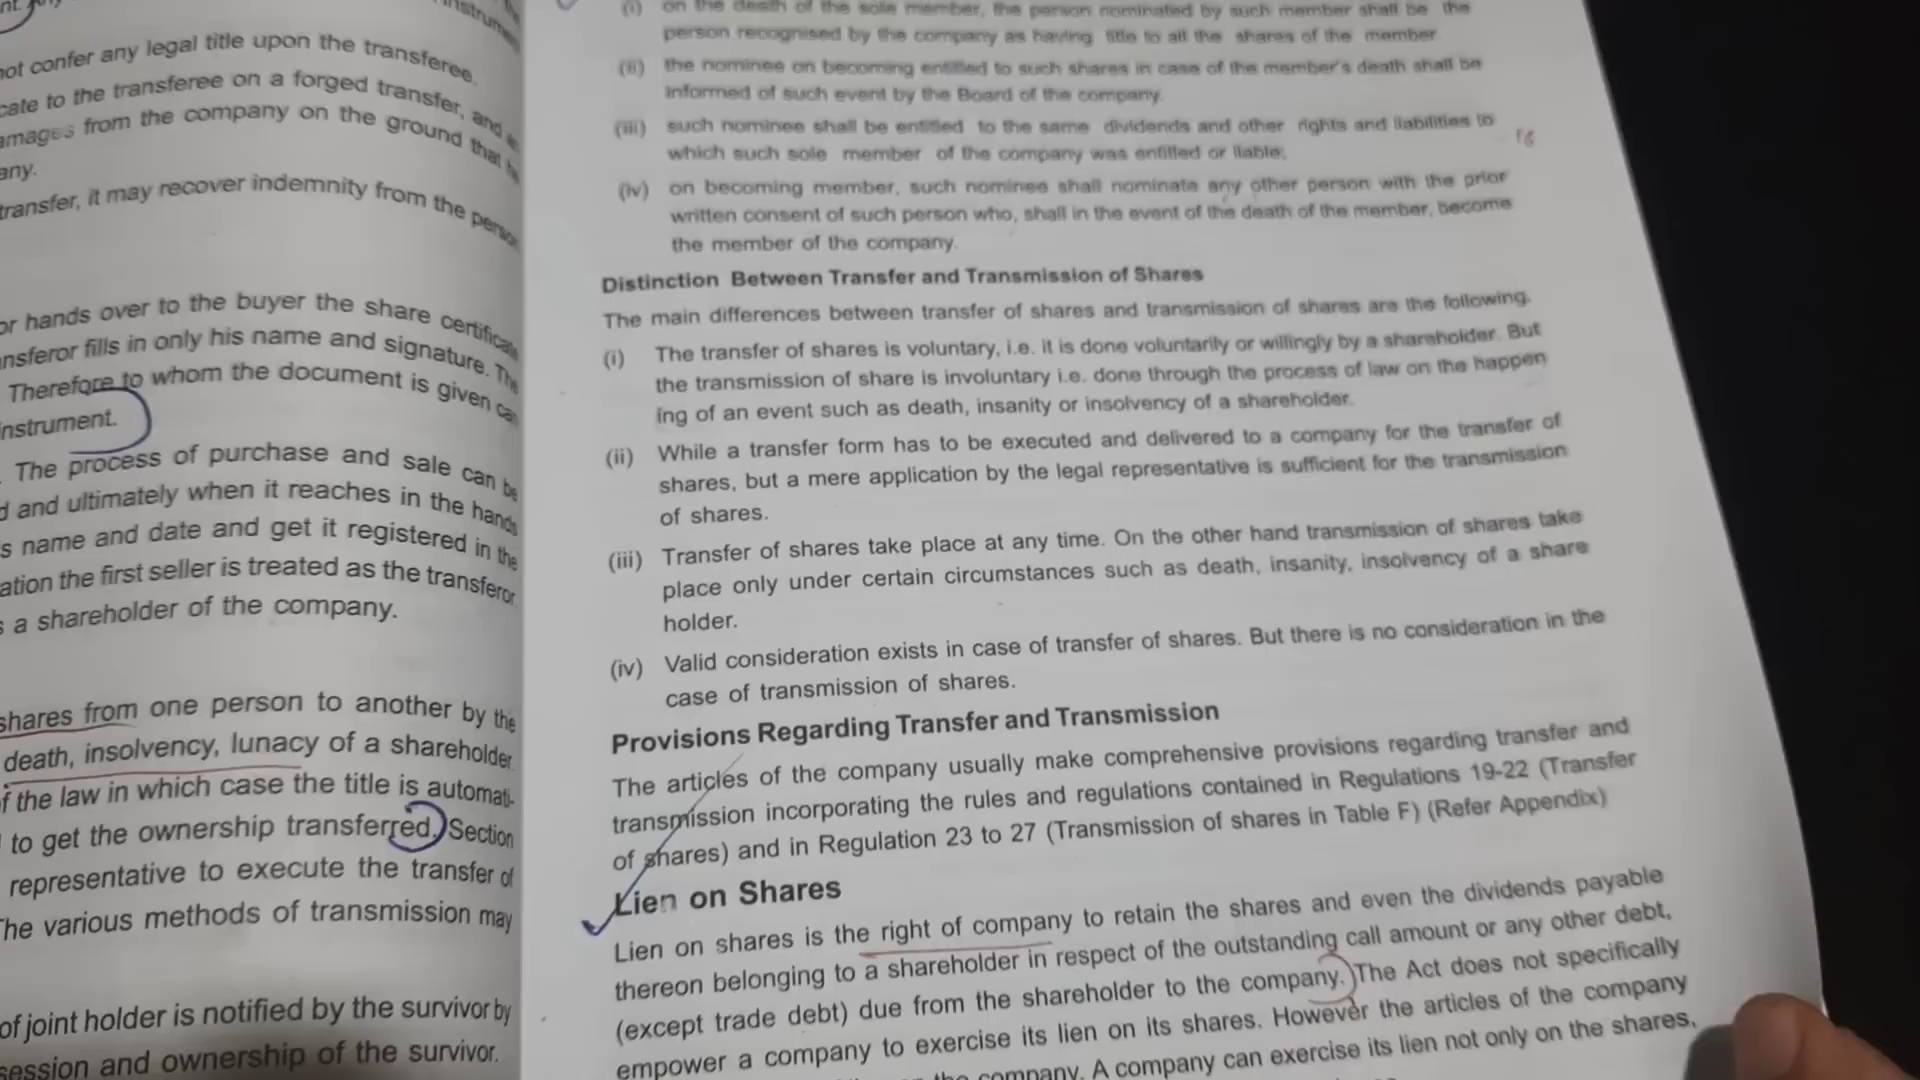 not confer any legal title upon the transferee.
cate to the transferee on a forged transfer, and
from the company on the ground that
any.
transfer, it may recover indemnity from the person
or hands over to the buyer the share certificate
nsferor fills in only his name and signature. The
Therefore to whom the document is given can
instrument.
The process of purchase and sale can be
d and ultimately when it reaches in the hands
s name and date and get it registered in the
ation the first seller is treated as the transferor
s a shareholder of the company.
shares from one person to another by the
death, insolvency, lunacy of a shareholder.
f the law in which case the title is automati-
to get the ownership transferred. Section
representative to execute the transfer of
The various methods of transmission may
of joint holder is notified by the survivor by
session and ownership of the survivor.
(i) on the death of the sole member, the person nominated by such member shall be the
person recognised by the company as having title to all the shares of the member
(ii) the nominee on becoming entitled to such shares in case of the member's death shall be
informed of such event by the Board of the company.
(iii) such nominee shall be entitled to the same dividends and other rights and liabilities to
which such sole member of the company was entitled or liable;
(iv) on becoming member, such nominee shall nominate any other person with the prior
written consent of such person who, shall in the event of the death of the member, become
the member of the company.
Distinction Between Transfer and Transmission of Shares
The main differences between transfer of shares and transmission of shares are the following.
(i) The transfer of shares is voluntary, i.e. it is done voluntarily or willingly by a shareholder. But
the transmission of share is involuntary i.e. done through the process of law on the happen
ing of an event such as death, insanity or insolvency of a shareholder.
(ii) While a transfer form has to be executed and delivered to a company for the transfer of
shares, but a mere application by the legal representative is sufficient for the transmission
of shares.
(iii) Transfer of shares take place at any time. On the other hand transmission of shares take
place only under certain circumstances such as death, insanity, insolvency of a share
holder.
(iv) Valid consideration exists in case of transfer of shares. But there is no consideration in the
case of transmission of shares.
Provisions Regarding Transfer and Transmission
The articles of the company usually make comprehensive provisions regarding transfer and
transmission incorporating the rules and regulations contained in Regulations 19-22 (Transfer
of shares) and in Regulation 23 to 27 (Transmission of shares in Table F) (Refer Appendix)
Lien on Shares
Lien on shares is the right of company to retain the shares and even the dividends payable
thereon belonging to a shareholder in respect of the outstanding call amount or any other debt,
(except trade debt) due from the shareholder to the company. The Act does not specifically
empower a company to exercise its lien on its shares. However the articles of the company
the company. A company can exercise its lien not only on the shares,